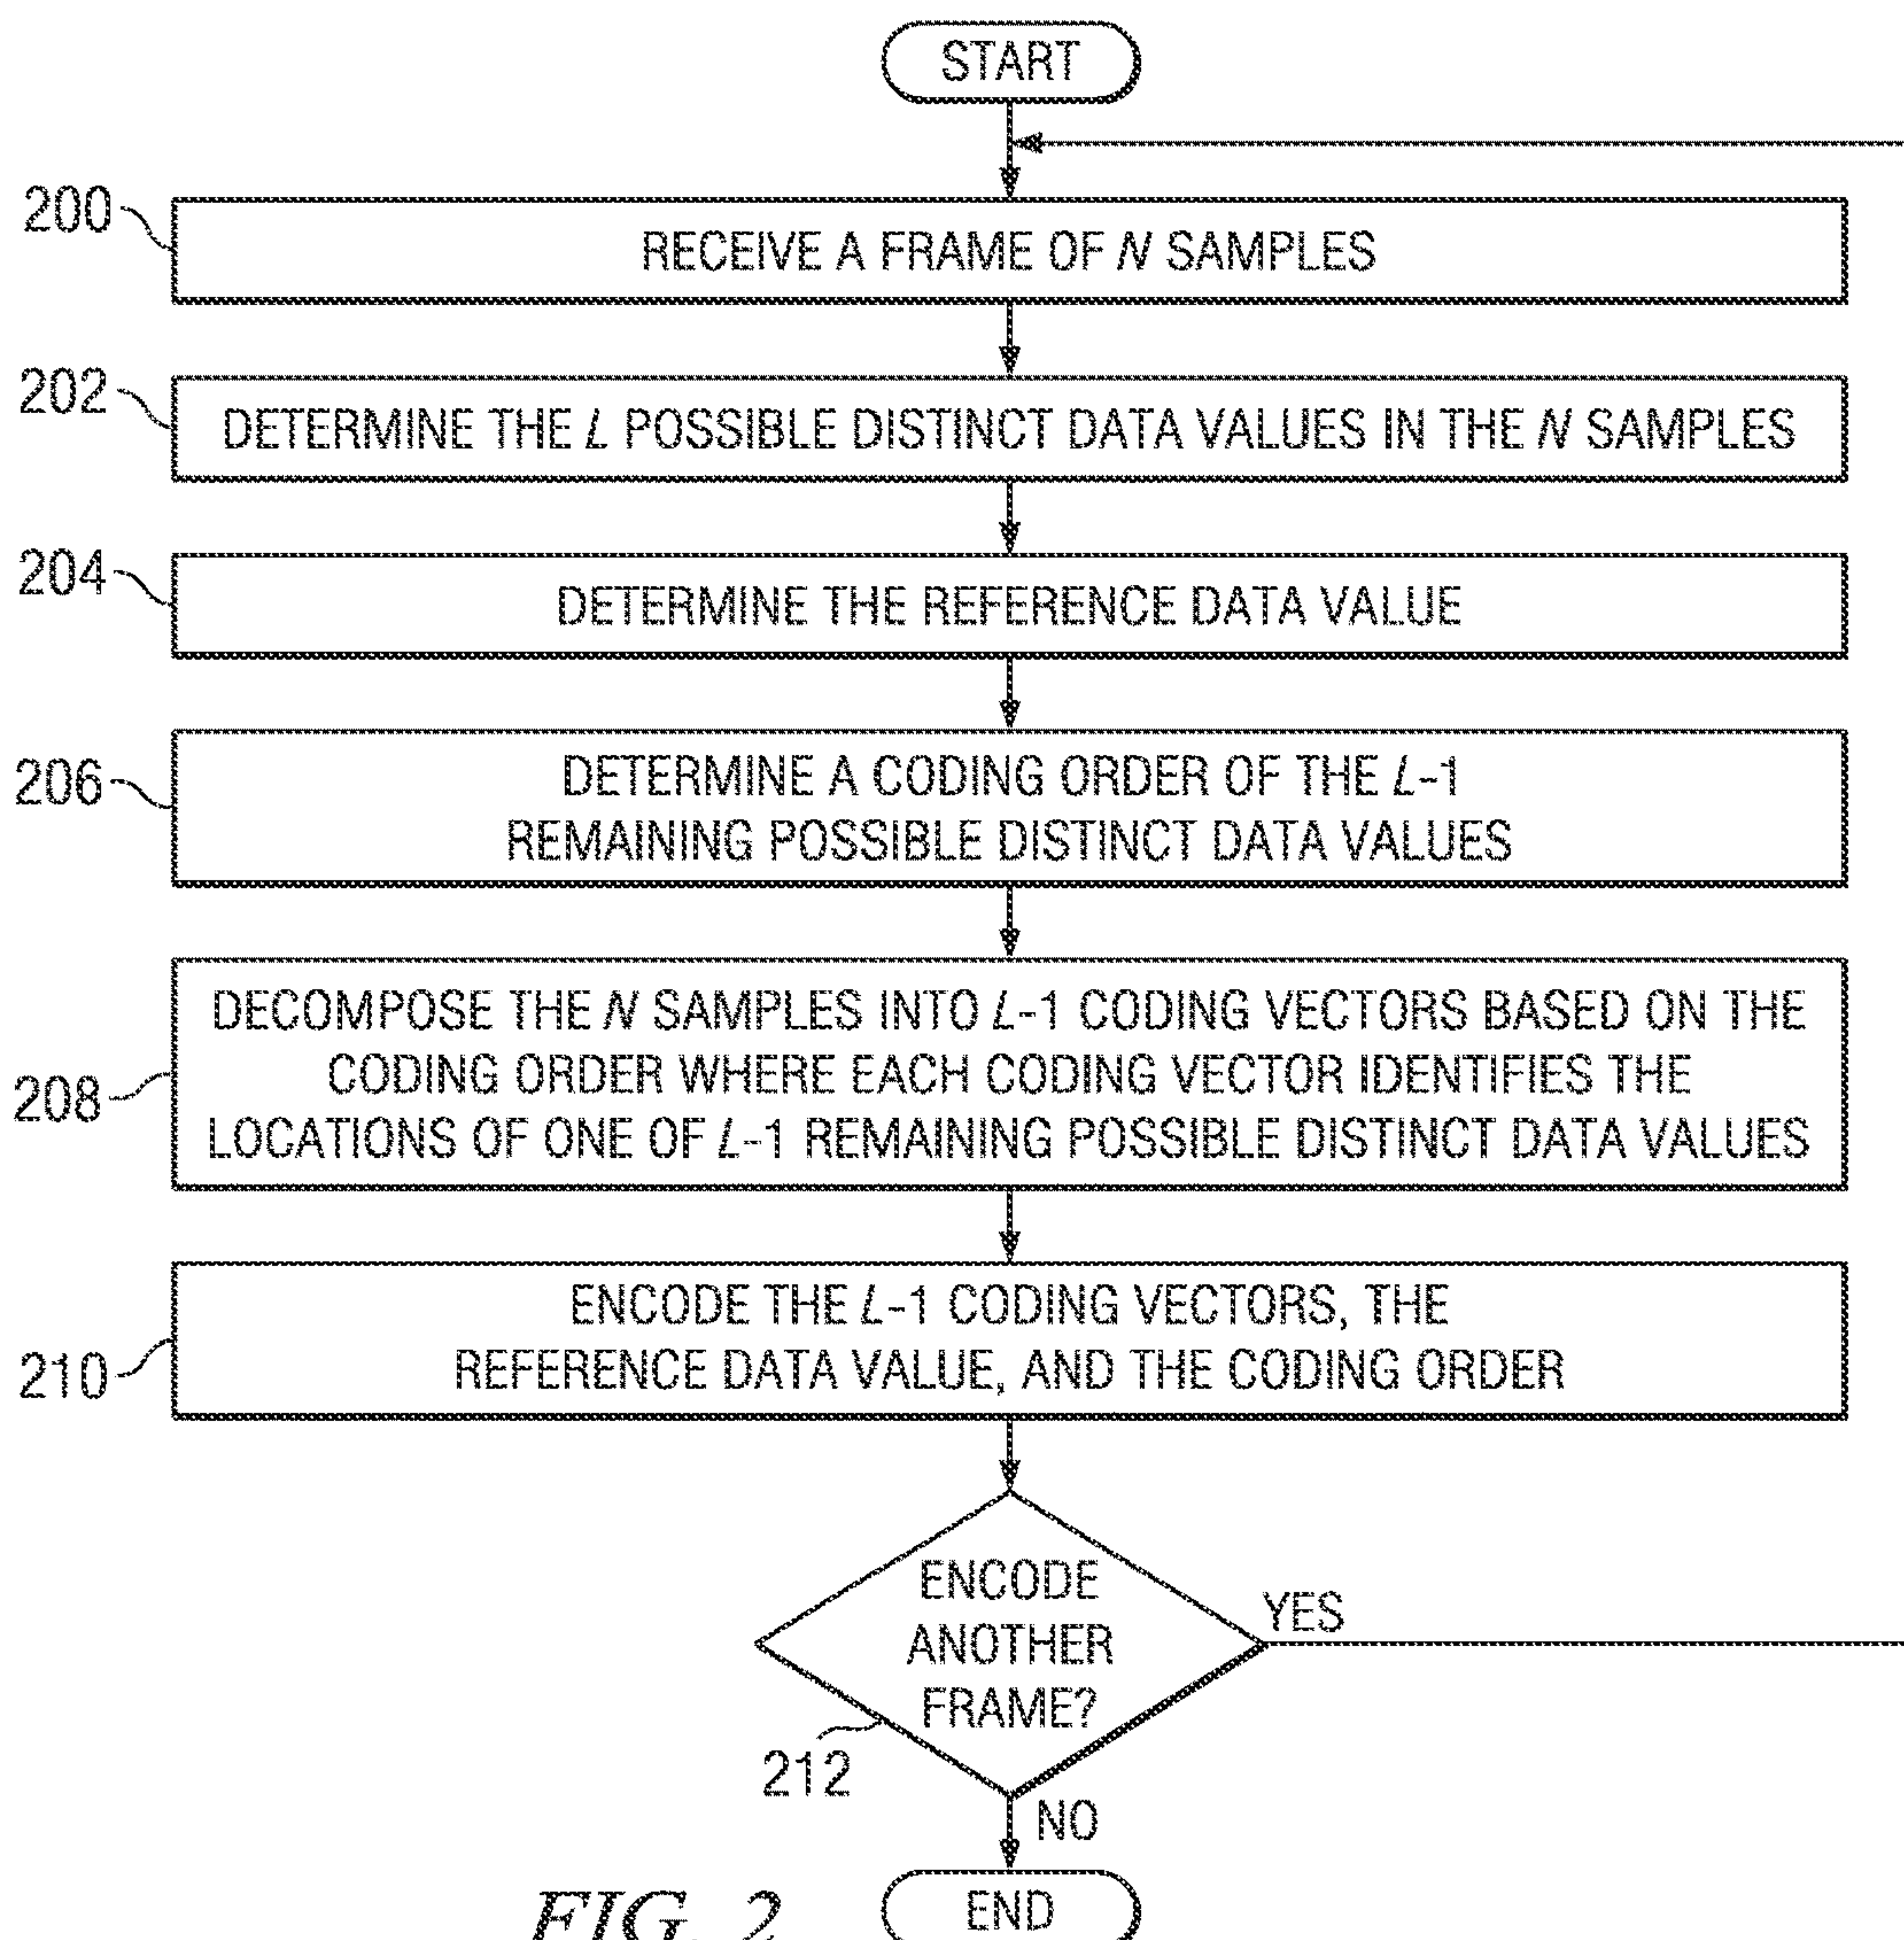 START
200
RECEIVE A FRAME OF N SAMPLES
202
DETERMINE THE L POSSIBLE DISTINCT DATA VALUES IN THE N SAMPLES
204
DETERMINE THE REFERENCE DATA VALUE
206
DETERMINE A CODING ORDER OF THE L-1
REMAINING POSSIBLE DISTINCT DATA VALUES
208
DECOMPOSE THE N SAMPLES INTO L-1 CODING VECTORS BASED ON THE
CODING ORDER WHERE EACH CODING VECTOR IDENTIFIES THE
LOCATIONS OF ONE OF L-1 REMAINING POSSIBLE DISTINCT DATA VALUES
210
ENCODE THE L-1 CODING VECTORS, THE
REFERENCE DATA VALUE, AND THE CODING ORDER
ENCODE
ANOTHER
FRAME?
YES
212
NO
END
FIG. 2